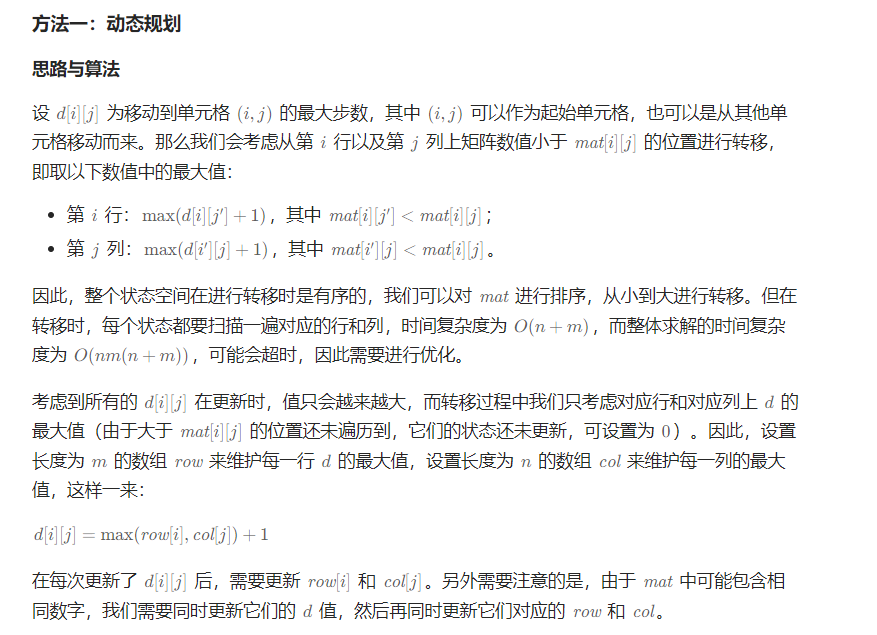 方法一：动态规划
思路与算法
设 d[i][j] 为移动到单元格 (i, j) 的最大步数，其中 (i, j) 可以作为起始单元格，也可以是从其他单
元格移动而来。那么我们会考虑从第 i 行以及第 j 列上矩阵数值小于 mat[i][j] 的位置进行转移，
即取以下数值中的最大值：
• 第 i 行：max(d[i][j′] + 1)，其中 mat[i][j′] < mat[i][j]；
• 第 j 列：max(d[i′][j] + 1)，其中 mat[i′][j] < mat[i][j]。
因此，整个状态空间在进行转移时是有序的，我们可以对 mat 进行排序，从小到大进行转移。但在
转移时，每个状态都要扫描一遍对应的行和列，时间复杂度为 O(n + m)，而整体求解的时间复杂
度为 O(nm(n + m))，可能会超时，因此需要进行优化。
考虑到所有的 d[i][j] 在更新时，值只会越来越大，而转移过程中我们只考虑对应行和对应列上 d 的
最大值（由于大于 mat[i][j] 的位置还未遍历到，它们的状态还未更新，可设置为 0）。因此，设置
长度为 m 的数组 row 来维护每一行 d 的最大值，设置长度为 n 的数组 col 来维护每一列的最大
值，这样一来：
d[i][j] = max(row[i], col[j]) + 1
在每次更新了 d[i][j] 后，需要更新 row[i] 和 col[j]。另外需要注意的是，由于 mat 中可能包含相
同数字，我们需要同时更新它们的 d 值，然后再同时更新它们对应的 row 和 col。